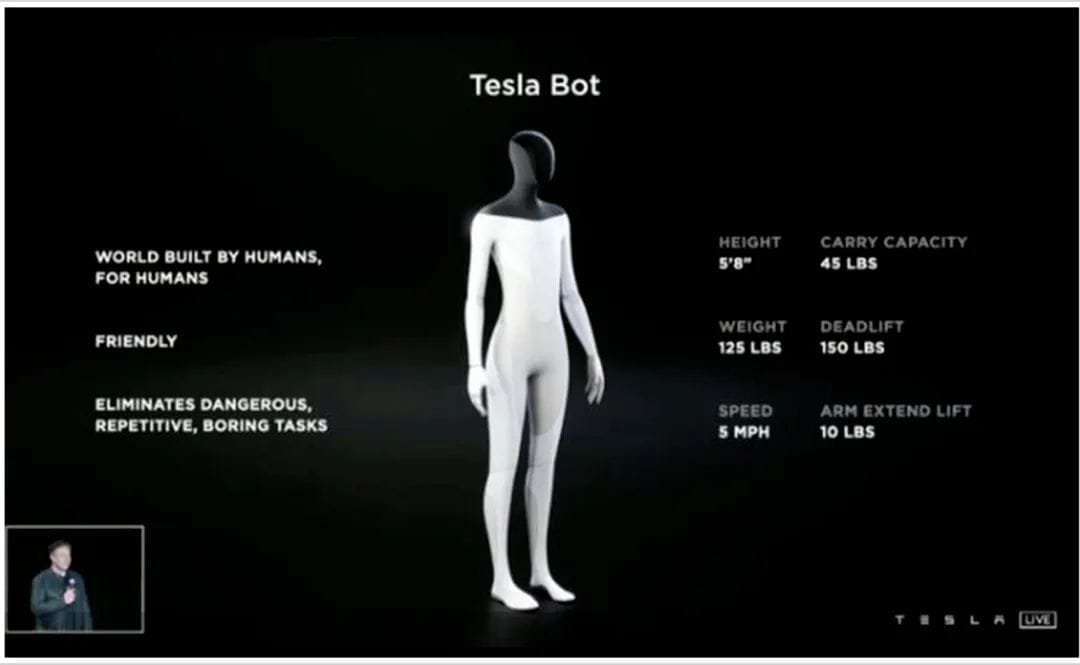 Tesla Bot
WORLD BUILT BY HUMANS,
FOR HUMANS
FRIENDLY
ELIMINATES DANGEROUS,
REPETITIVE, BORING TASKS
HEIGHT
5'8”
CARRY CAPACITY
45 LBS
WEIGHT
125 LBS
DEADLIFT
150 LBS
SPEED
5 MPH
ARM EXTEND LIFT
10 LBS
TESLA LIVE